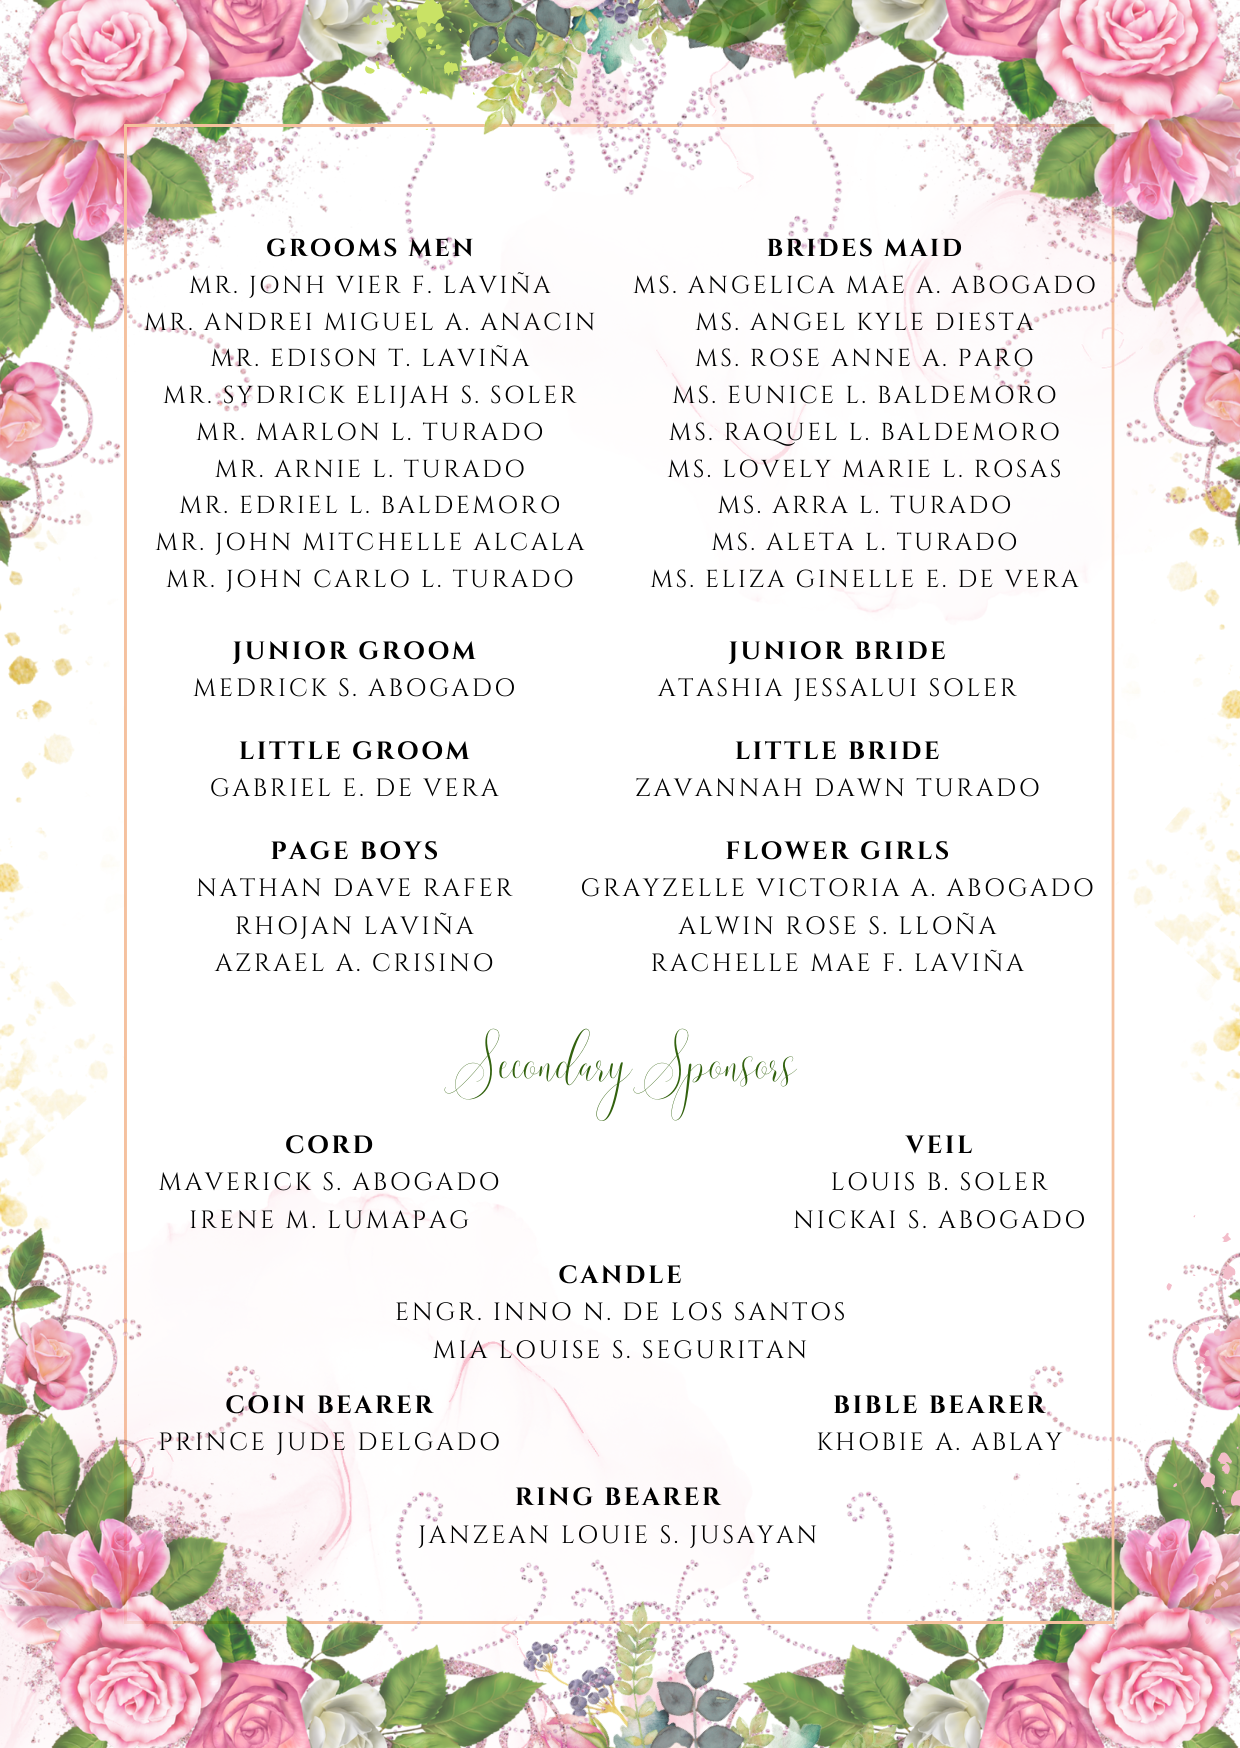 GROOMS MEN
MR. JONH VIER F. LAVIÑA
MR. ANDREI MIGUEL A. ANACIN
MR. EDISON T. LAVIÑA
MR. SYDRICK ELIJAH S. SOLER
MR. MARLON L. TURADO
MR. ARNIE L. TURADO
MR. EDRIEL L. BALDEMORO
MR. JOHN MITCHELLE ALCALA
MR. JOHN CARLO L. TURADO
BRIDES MAID
MS. ANGELICA MAE A. ABOGADO
MS. ANGEL KYLE DIESTA
MS. ROSE ANNE A. PARO
MS. EUNICE L. BALDEMORO
MS. RAQUEL L. BALDEMORO
MS. LOVELY MARIE L. ROSAS
MS. ARRA L. TURADO
MS. ALETA L. TURADO
MS. ELIZA GINELLE E. DE VERA
JUNIOR GROOM
MEDRICK S. ABOGADO
JUNIOR BRIDE
ATASHIA JESSALUI SOLER
LITTLE GROOM
GABRIEL E. DE VERA
LITTLE BRIDE
ZAVANNAH DAWN TURADO
PAGE BOYS
NATHAN DAVE RAFER
RHOJAN LAVIÑA
AZRAEL A. CRISINO
FLOWER GIRLS
GRAYZELLE VICTORIA A. ABOGADO
ALWIN ROSE S. LLOÑA
RACHELLE MAE F. LAVIÑA
Secondary Sponsors
CORD
MAVERICK S. ABOGADO
IRENE M. LUMAPAG
VEIL
LOUIS B. SOLER
NICKAI S. ABOGADO
CANDLE
ENGR. INNO N. DE LOS SANTOS
MIA LOUISE S. SEGURITAN
COIN BEARER
PRINCE JUDE DELGADO
BIBLE BEARER
KHOBIE A. ABLAY
RING BEARER
JANZEAN LOUIE S. JUSAYAN